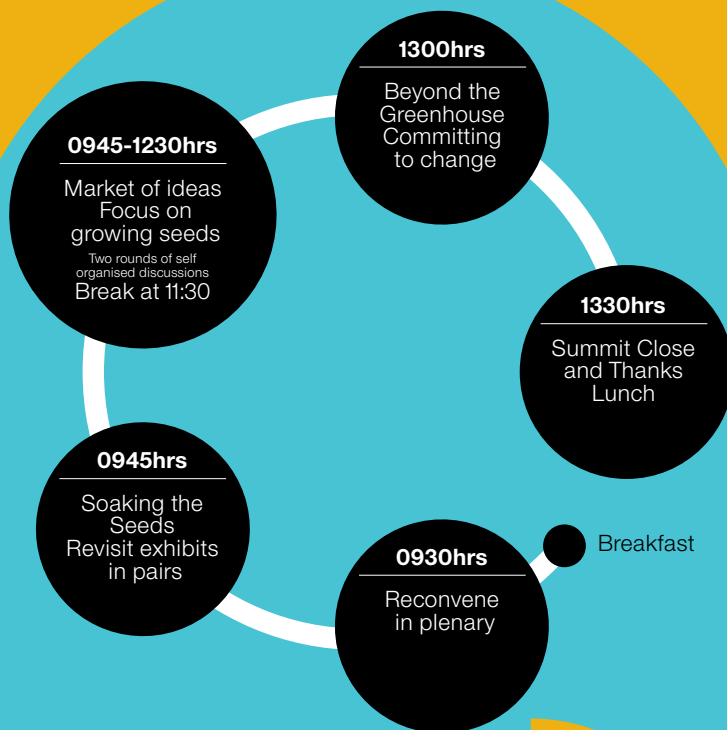 Breakfast
0930hrs
Reconvene
in plenary
0945hrs
Soaking the
Seeds
Revisit exhibits
in pairs
0945-1230hrs
Market of ideas
Focus on
growing seeds
Two rounds of self
organised discussions
Break at 11:30
1300hrs
Beyond the
Greenhouse
Committing
to change
1330hrs
Summit Close
and Thanks
Lunch